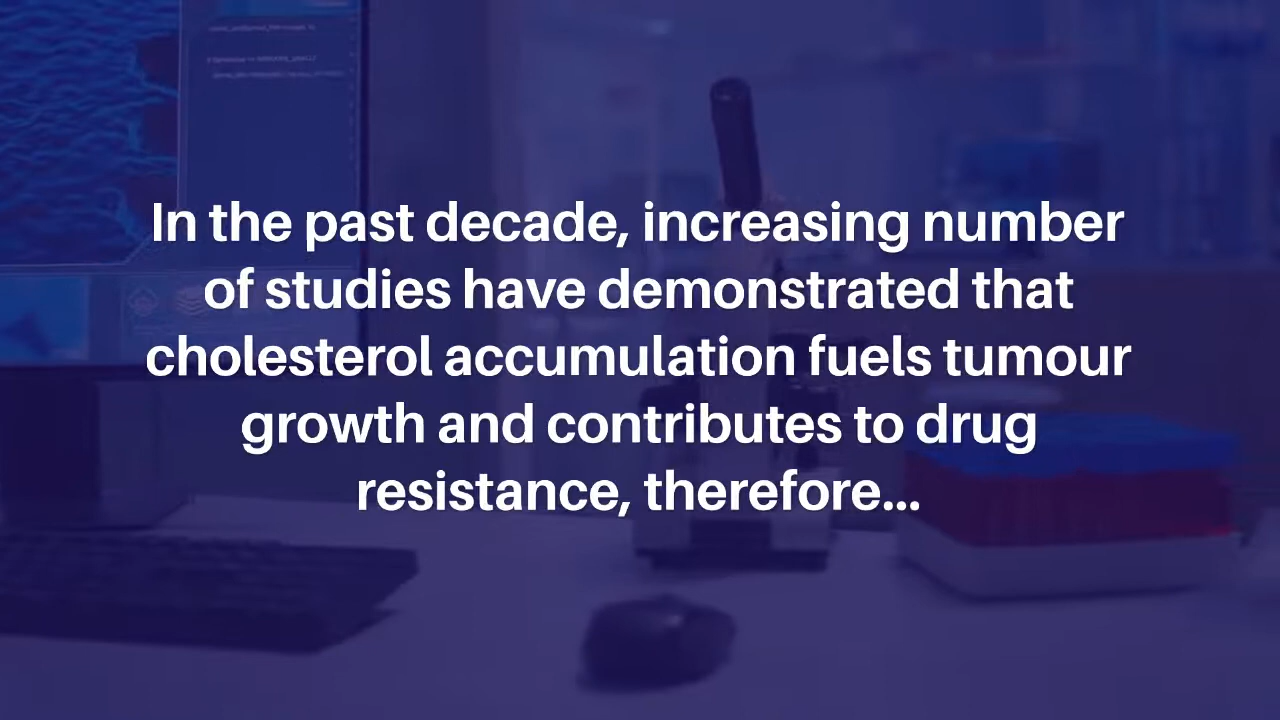 In the past decade, increasing number
of studies have demonstrated that
cholesterol accumulation fuels tumour
growth and contributes to drug
resistance, therefore...